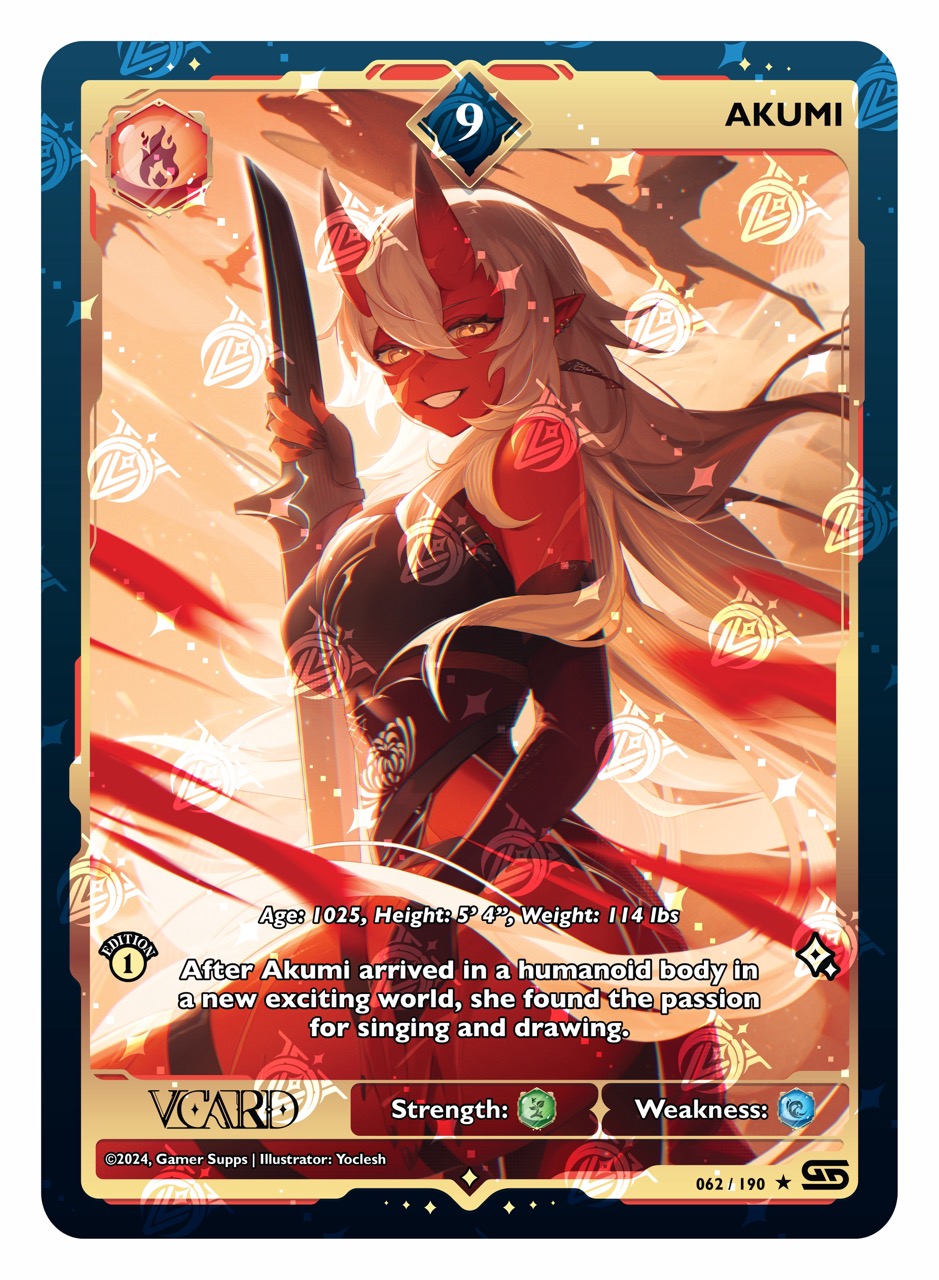 9
AKUMI
Age: 1025, Height: 5’ 4”, Weight: 114 lbs
EDITION
1
After Akumi arrived in a humanoid body in
a new exciting world, she found the passion
for singing and drawing.
VCARD
Strength:
Weakness:
©2024, Gamer Supps | Illustrator: Yoclesh
062 / 190 ★
GS